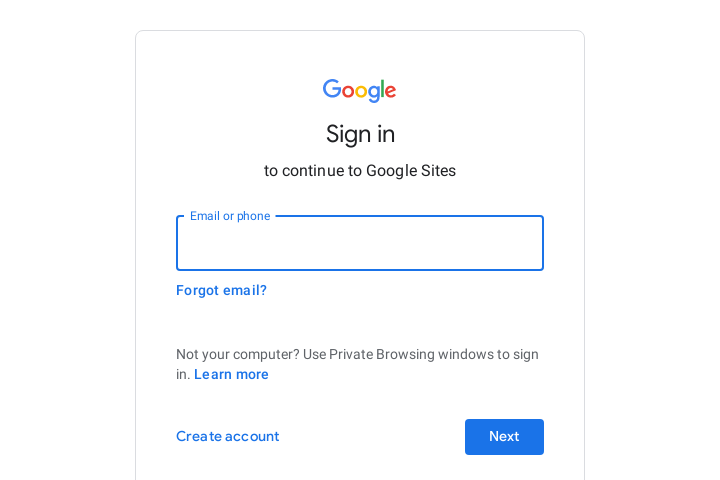 Google
Sign in
to continue to Google Sites
Email or phone
Forgot email?
Not your computer? Use Private Browsing windows to sign
in. Learn more
Create account
Next